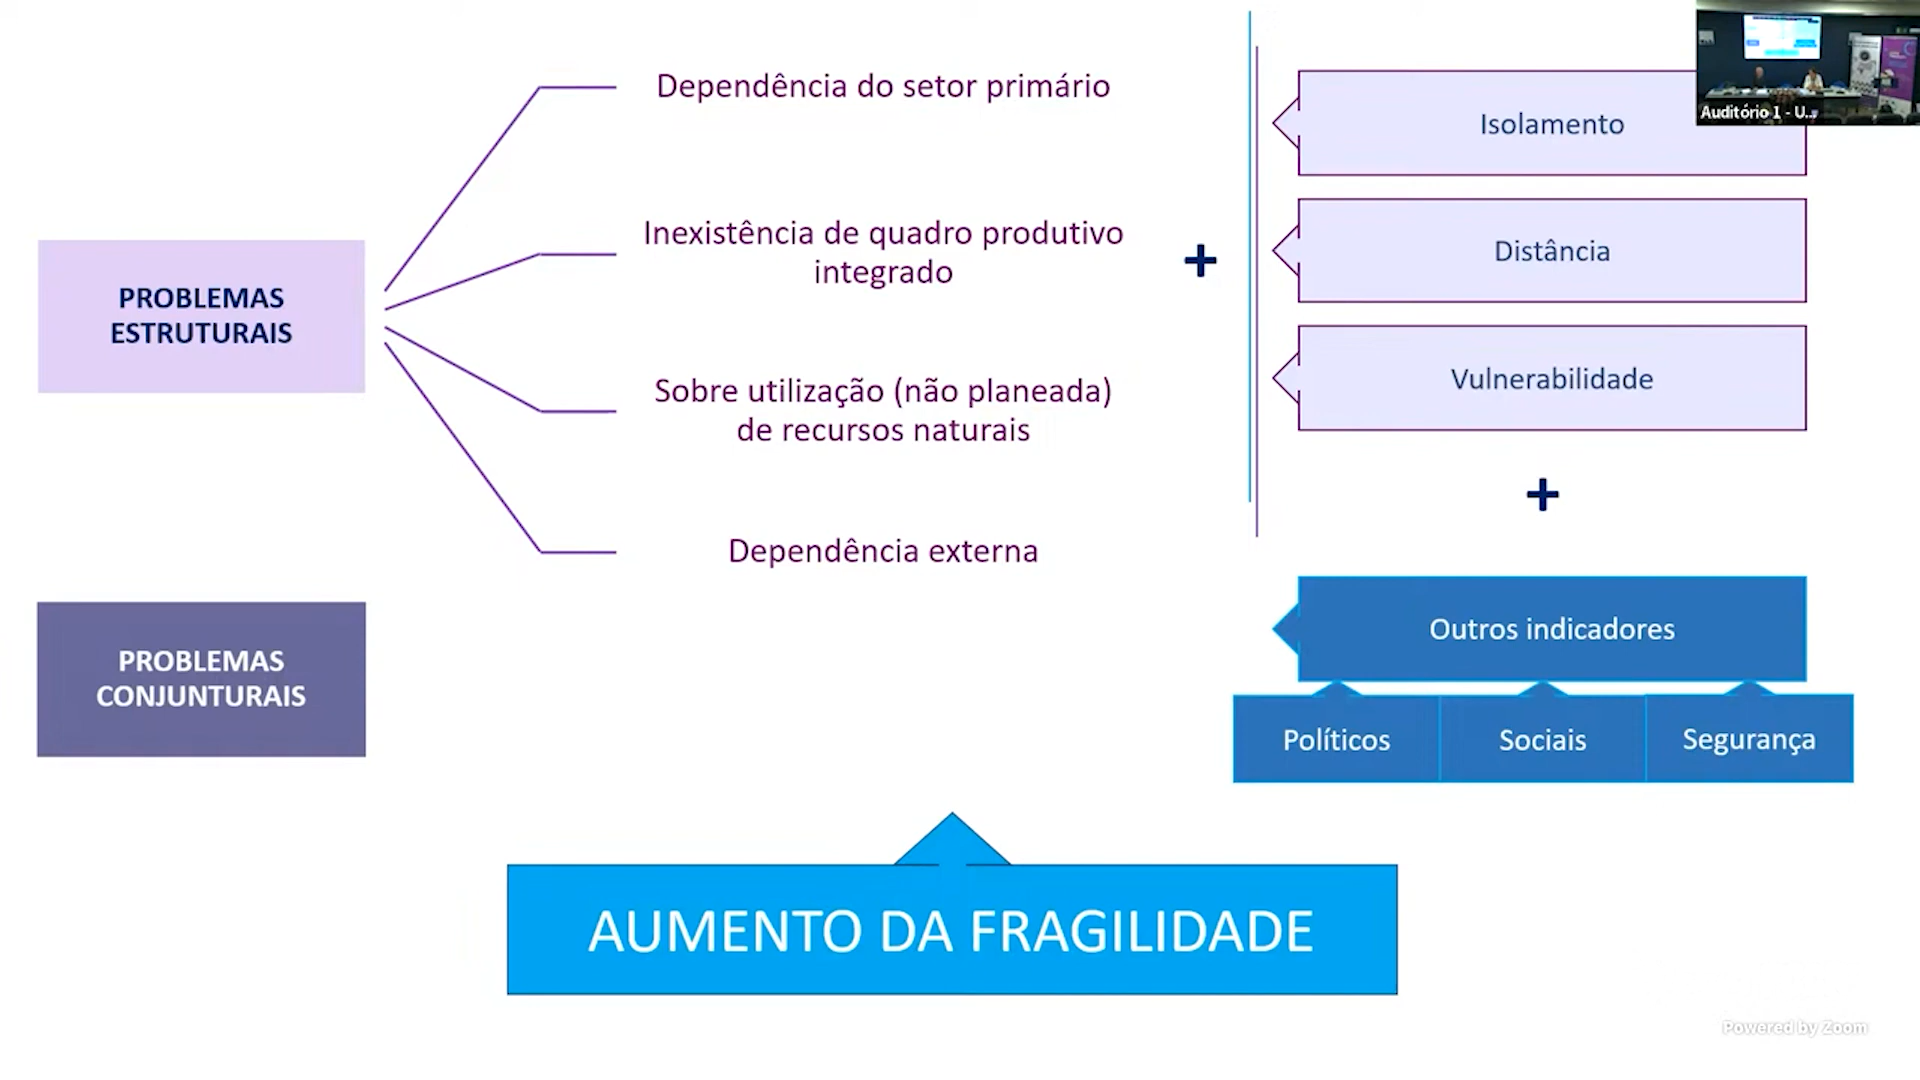 Dependência do setor primário
Inexistência de quadro produtivo
integrado
Sobre utilização (não planeada)
de recursos naturais
Dependência externa
PROBLEMAS
ESTRUTURAIS
PROBLEMAS
CONJUNTURAIS
+
Isolamento
Distância
Vulnerabilidade
+
Outros indicadores
Políticos
Sociais
Segurança
AUMENTO DA FRAGILIDADE
Auditório 1 - U...
Powered by Zoom